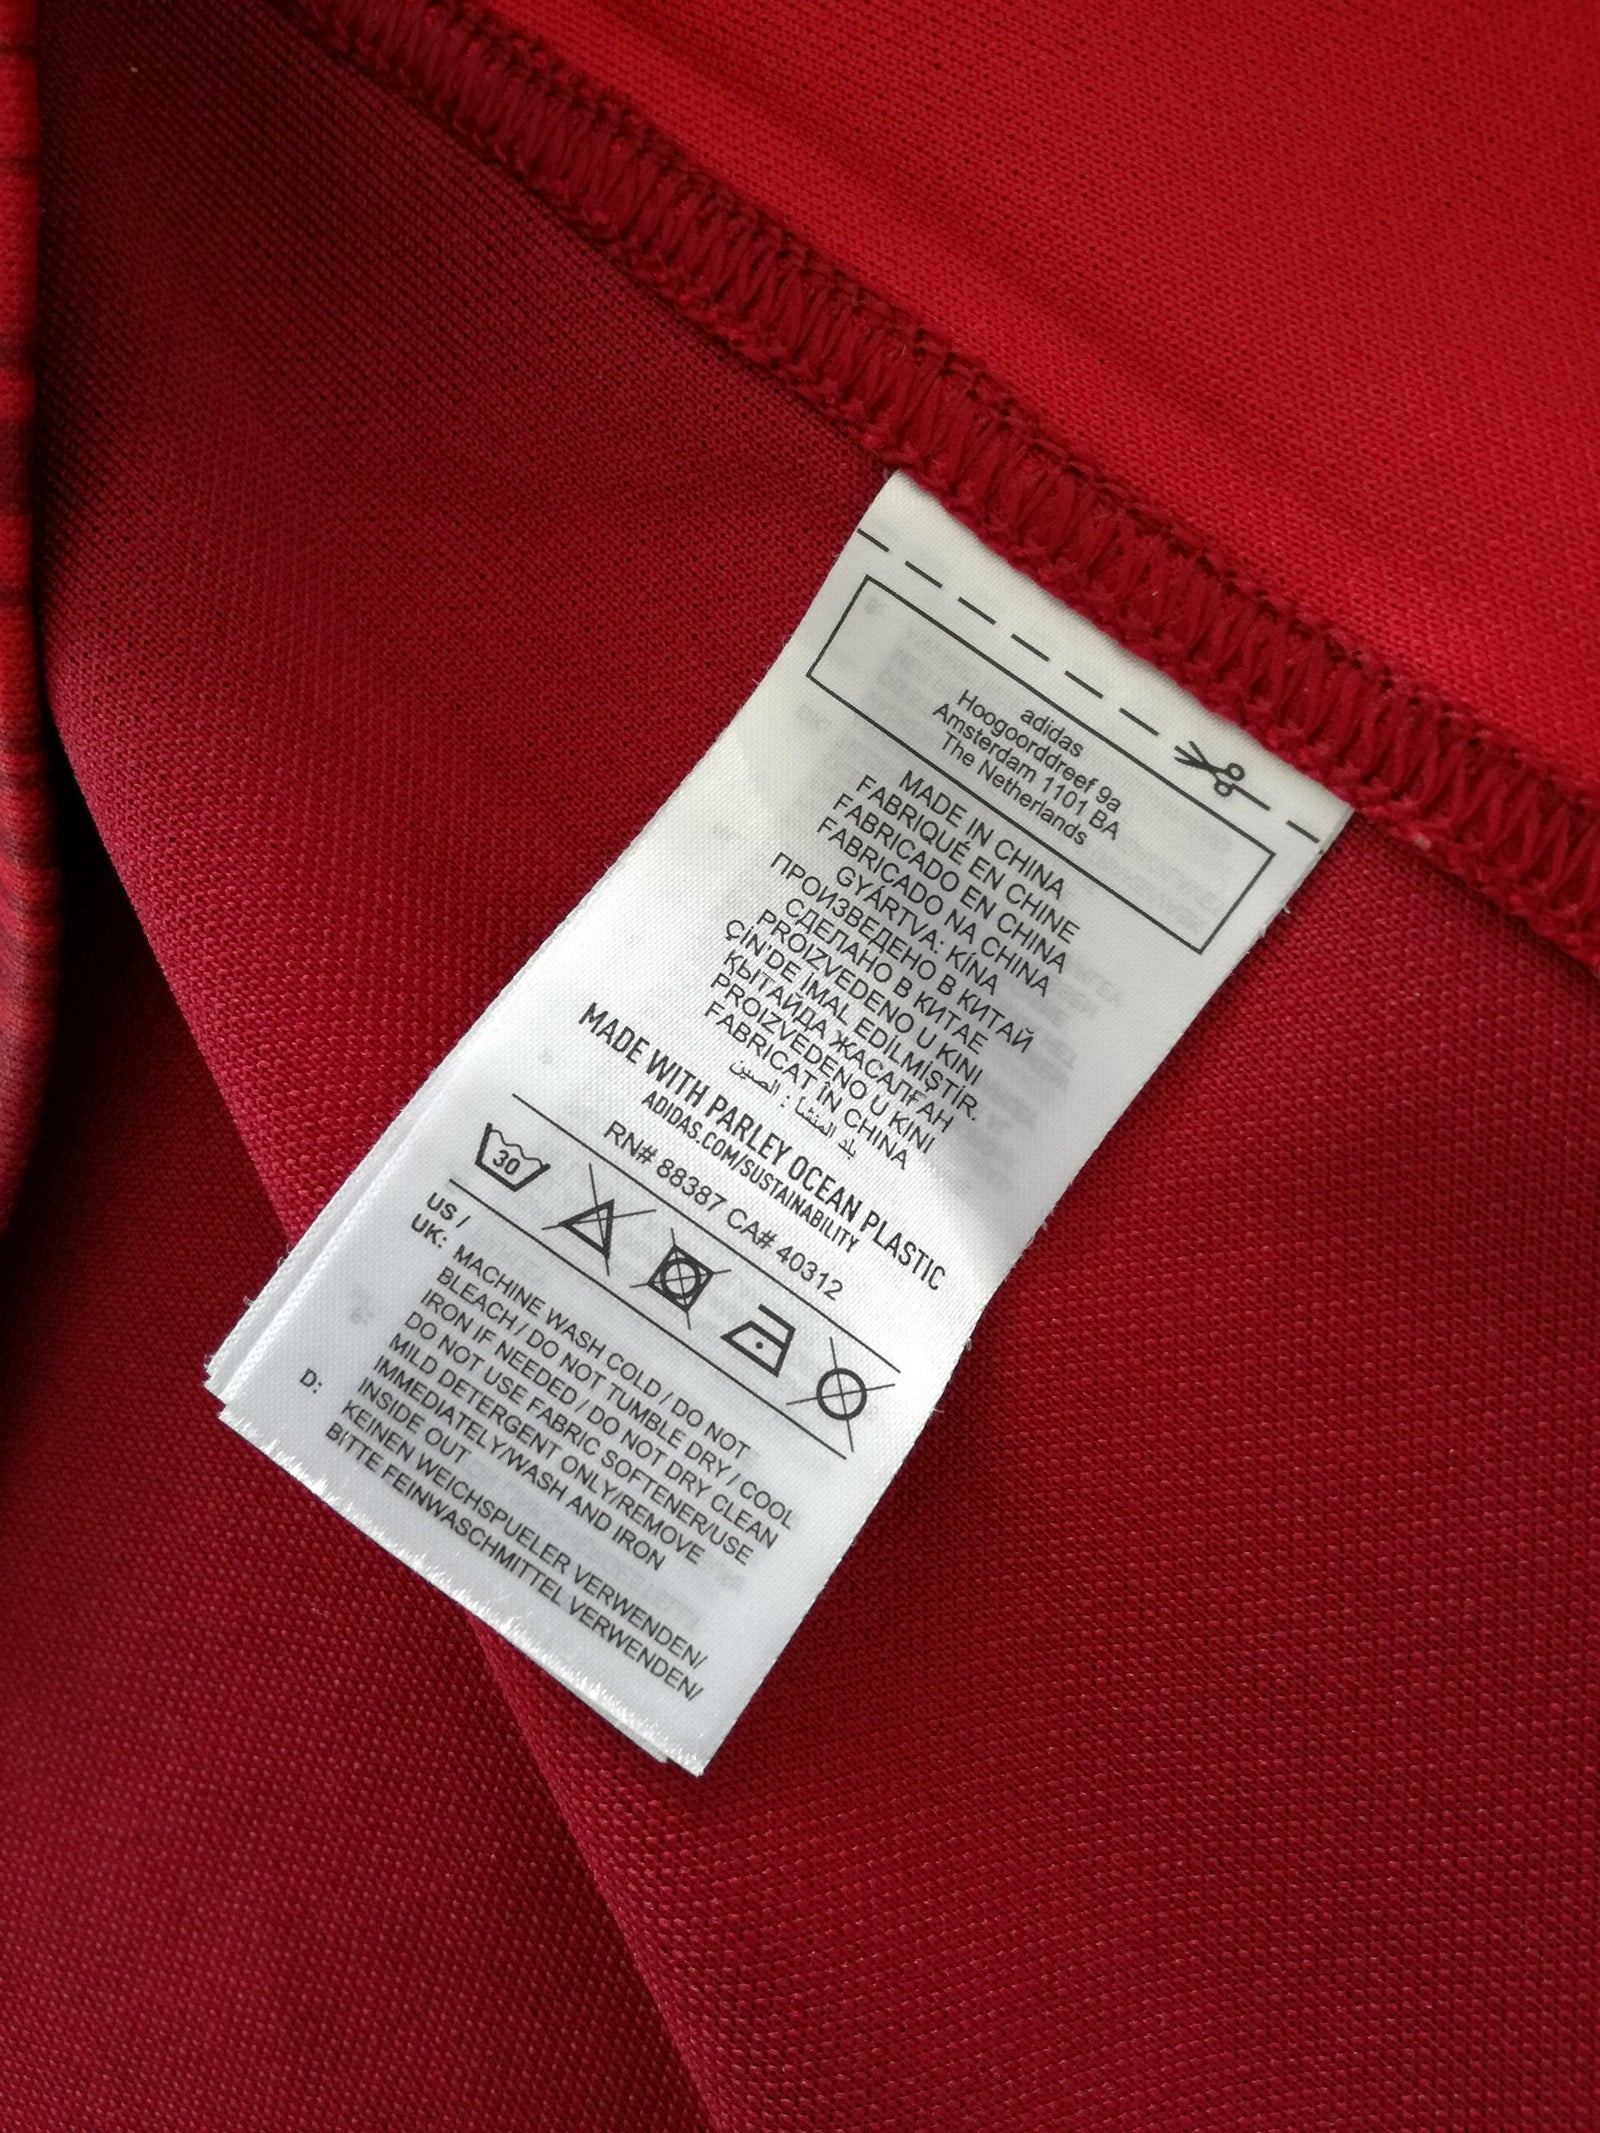 adidas
Hoogoorddreef 9a
Amsterdam 1101 BA
The Netherlands
MADE IN CHINA
FABRIQUÉ EN CHINE
FABRICADO EN CHINA
FABRICADO NA CHINA
GYÁRTVA: KÍNA
ПРОИЗВЕДЕНО В КИТАЙ
СДЕЛАНО В КИТАЕ
PROIZVEDENO U KINI
ÇİN'DE İMAL EDİLMİŞTİR.
ҚЫТАЙДА ЖАСАЛҒАН
PROIZVEDENO U KINI
FABRICAT ÎN CHINA
بلد المنشا : الصين
MADE WITH PARLEY OCEAN PLASTIC
ADIDAS.COM/SUSTAINABILITY
RN# 88387 CA# 40312
30
US /
UK: MACHINE WASH COLD / DO NOT
BLEACH / DO NOT TUMBLE DRY / COOL
IRON IF NEEDED / DO NOT DRY CLEAN
DO NOT USE FABRIC SOFTENER/USE
MILD DETERGENT ONLY/REMOVE
IMMEDIATELY/WASH AND IRON
INSIDE OUT
D: KEINEN WEICHSPUELER VERWENDEN/
BITTE FEINWASCHMITTEL VERWENDEN/